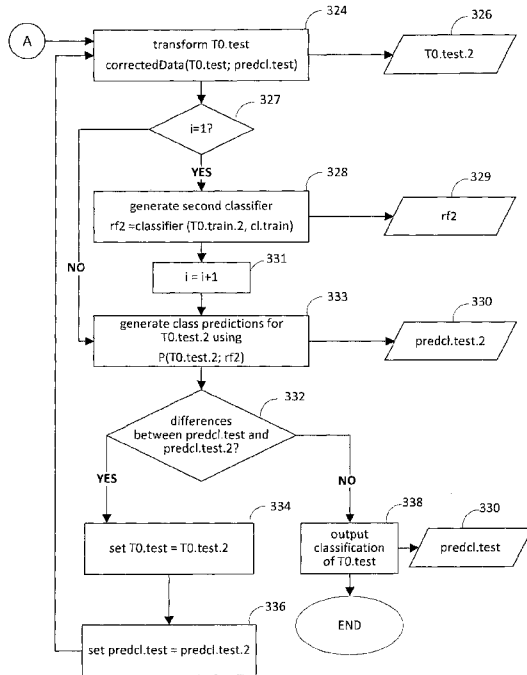 A
324
transform T0.test
correctedData(T0.test; predcl.test)
326
T0.test.2
327
i=1?
YES
328
generate second classifier
rf2 =classifier (T0.train.2, cl.train)
329
rf2
331
i = i+1
NO
333
generate class predictions for
T0.test.2 using
P(T0.test.2; rf2)
330
predcl.test.2
332
differences
between predcl.test and
predcl.test.2?
YES
NO
334
set T0.test = T0.test.2
338
output
classification
of T0.test
330
predcl.test
336
set predcl.test = predcl.test.2
END